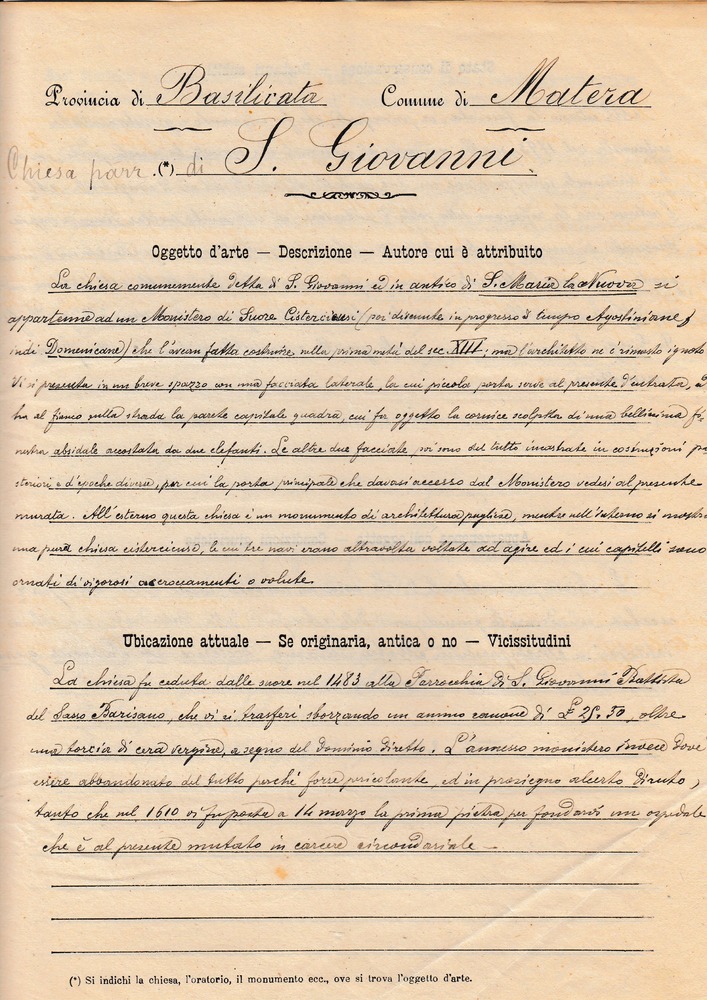 Provincia di Basilicata Comune di Matera
Chiesa parr. (*) di S. Giovanni.
Oggetto d'arte — Descrizione — Autore cui è attribuito
La chiesa comunemente detta di S. Giovanni ed in antico di S. Maria la Nuova si
appartenne ad un Monistero di Suore Cisterciensi (poi divenute in progresso di tempo Agostiniane,
indi Domenicane) che l'avean fatta costruire nella prima metà del sec. XIII; ma l'architetto ne è rimasto ignoto
Vi si presenta in un breve spazzo con una facciata laterale, la cui piccola porta serve al presente d'entrata, e
ha al fianco sulla strada la parete capitale quadra, cui fa oggetto la cornice scolpita di una bellissima fi-
nestra absidale accostata da due elefanti. Le altre due facciate poi sono del tutto incastrate in costruzioni po
steriori e d'epoche diverse, per cui la porta principale che davasi accesso dal Monistero vedesi al presente
murata. All'esterno questa chiesa è un monumento di architettura pugliese, mentre nell'interno si mostra
una pura chiesa cisterciense, le cui tre navi erano altravolta voltate ad agive ed i cui capitelli sono
ornati di vigorosi accrocamenti o volute.
Ubicazione attuale — Se originaria, antica o no — Vicissitudini
La chiesa fu ceduta dalle suore nel 1483 alla Parrocchia di S. Giovanni Battista
del Sasso Barisano, che vi si trasferì sborzando un annuo canone di £ 25.50, oltre
una torcia di cera vergine, a segno del dominio diretto. L'annesso monistero invece dové
essere abbandonato del tutto perché forse pericolante, ed in prosieguo al certo diruto,
tanto che nel 1610 vi fu posta a 14 marzo la prima pietra per fondarvi un ospedale
che è al presente mutato in carcere circondariale —
(*) Si indichi la chiesa, l'oratorio, il monumento ecc., ove si trova l'oggetto d'arte.